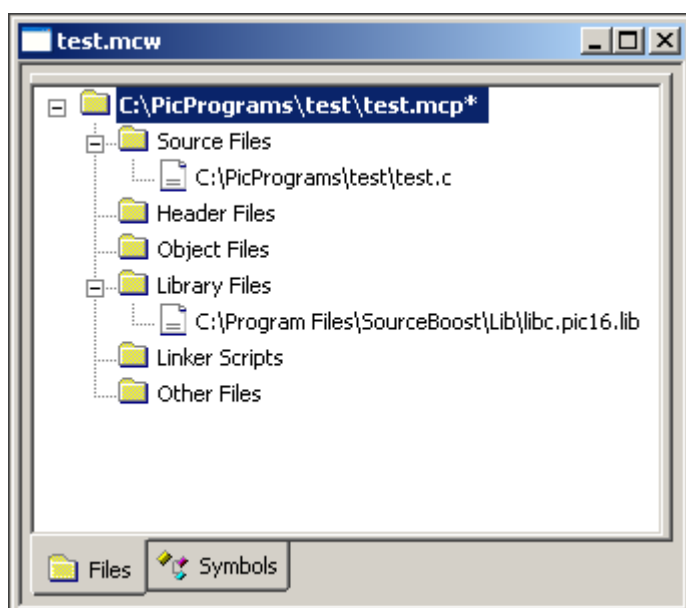 test.mcw
C:\PicPrograms\test\test.mcp*
Source Files
C:\PicPrograms\test\test.c
Header Files
Object Files
Library Files
C:\Program Files\SourceBoost\Lib\libc.pic16.lib
Linker Scripts
Other Files
Files Symbols